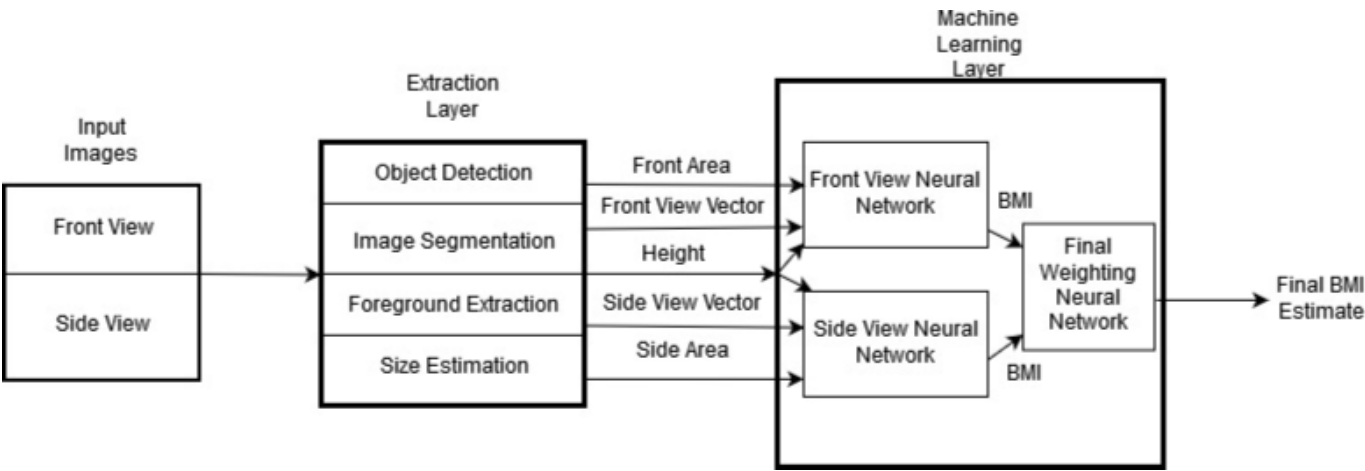 Input
Images
Front View
Side View
Extraction
Layer
Object Detection
Image Segmentation
Foreground Extraction
Size Estimation
Front Area
Front View Vector
Height
Side View Vector
Side Area
Machine
Learning
Layer
Front View Neural
Network
Side View Neural
Network
BMI
BMI
Final
Weighting
Neural
Network
Final BMI
Estimate